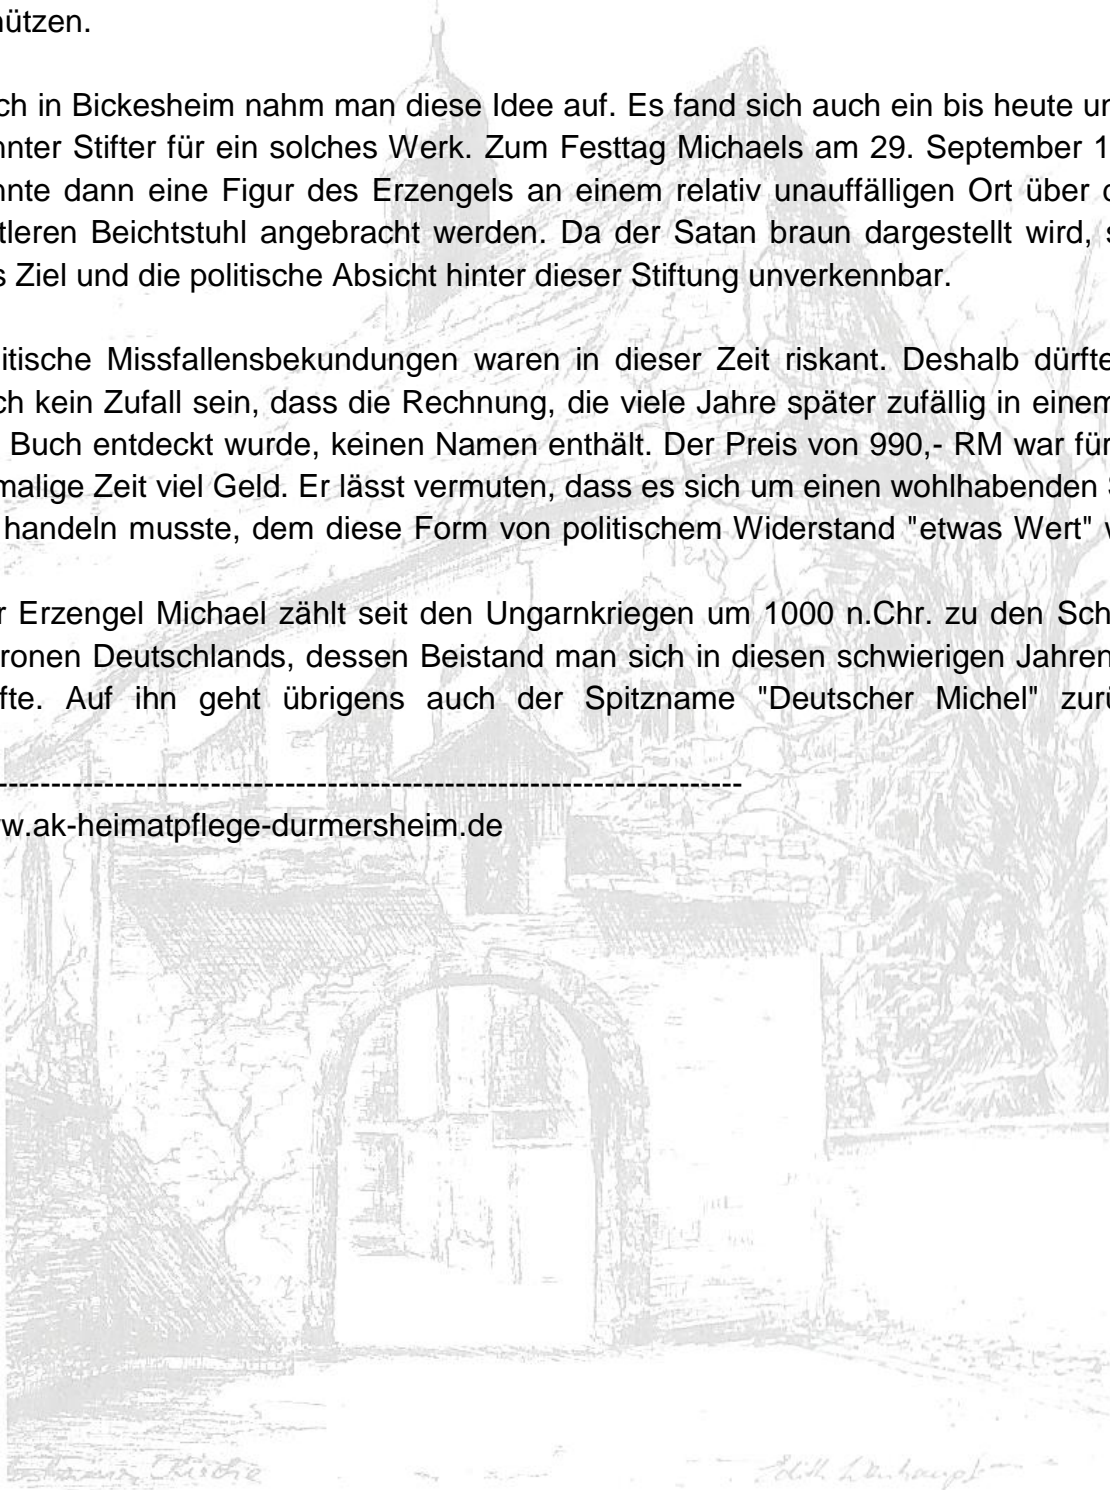 nützen.
ch in Bickesheim nahm man diese Idee auf. Es fand sich auch ein bis heute un
nnter Stifter für ein solches Werk. Zum Festtag Michaels am 29. September 1
nnte dann eine Figur des Erzengels an einem relativ unauffälligen Ort über d
tleren Beichtstuhl angebracht werden. Da der Satan braun dargestellt wird, s
s Ziel und die politische Absicht hinter dieser Stiftung unverkennbar.
itische Missfallensbekundungen waren in dieser Zeit riskant. Deshalb dürfte
ch kein Zufall sein, dass die Rechnung, die viele Jahre später zufällig in einem
Buch entdeckt wurde, keinen Namen enthält. Der Preis von 990,- RM war für
malige Zeit viel Geld. Er lässt vermuten, dass es sich um einen wohlhabenden S
handeln musste, dem diese Form von politischem Widerstand "etwas Wert" w
r Erzengel Michael zählt seit den Ungarnkriegen um 1000 n.Chr. zu den Sch
ronen Deutschlands, dessen Beistand man sich in diesen schwierigen Jahren
fte. Auf ihn geht übrigens auch der Spitzname "Deutscher Michel" zurü
--------------------------------------------------------------------------
w.ak-heimatpflege-durmersheim.de
Kirche
Edith